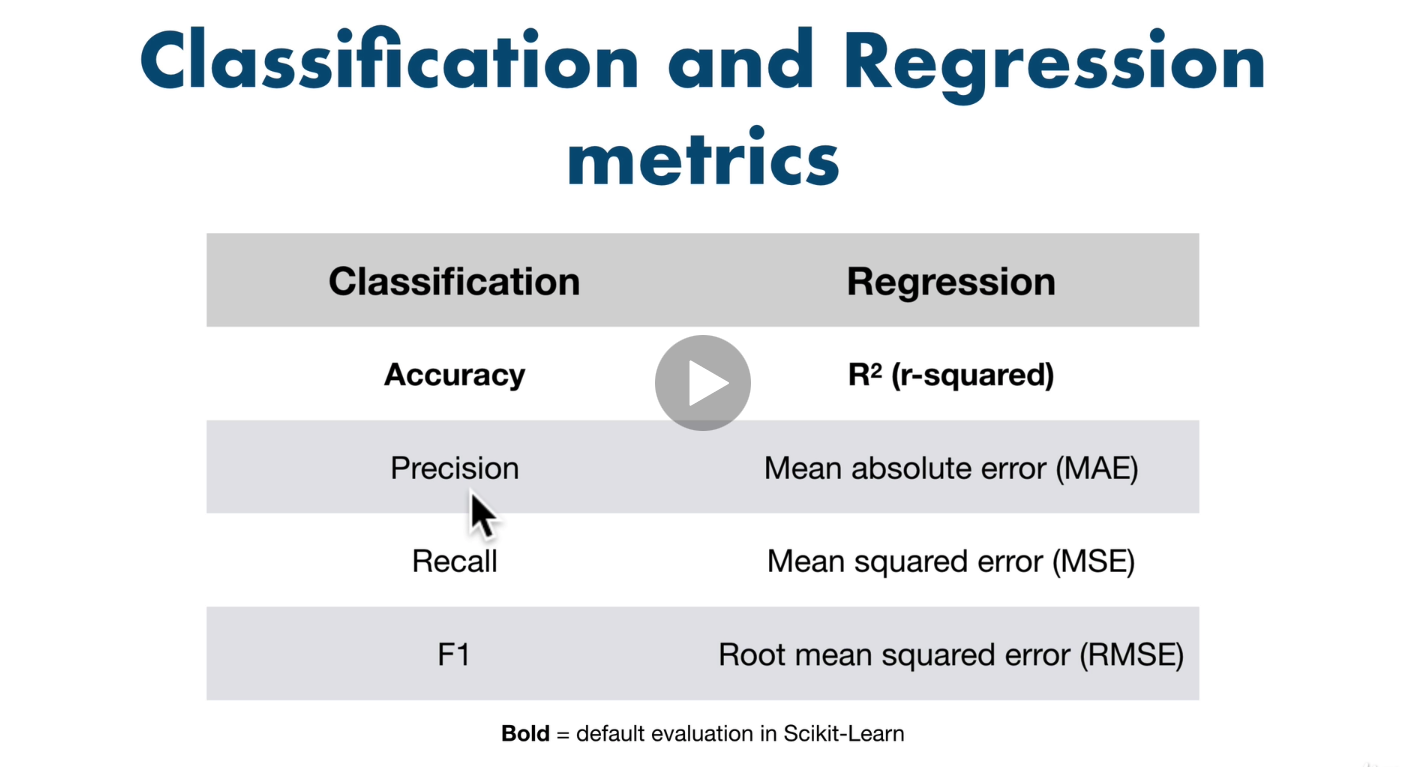 Classification and Regression
metrics
Classification Regression
Accuracy R² (r-squared)
Precision Mean absolute error (MAE)
Recall Mean squared error (MSE)
F1 Root mean squared error (RMSE)
Bold = default evaluation in Scikit-Learn